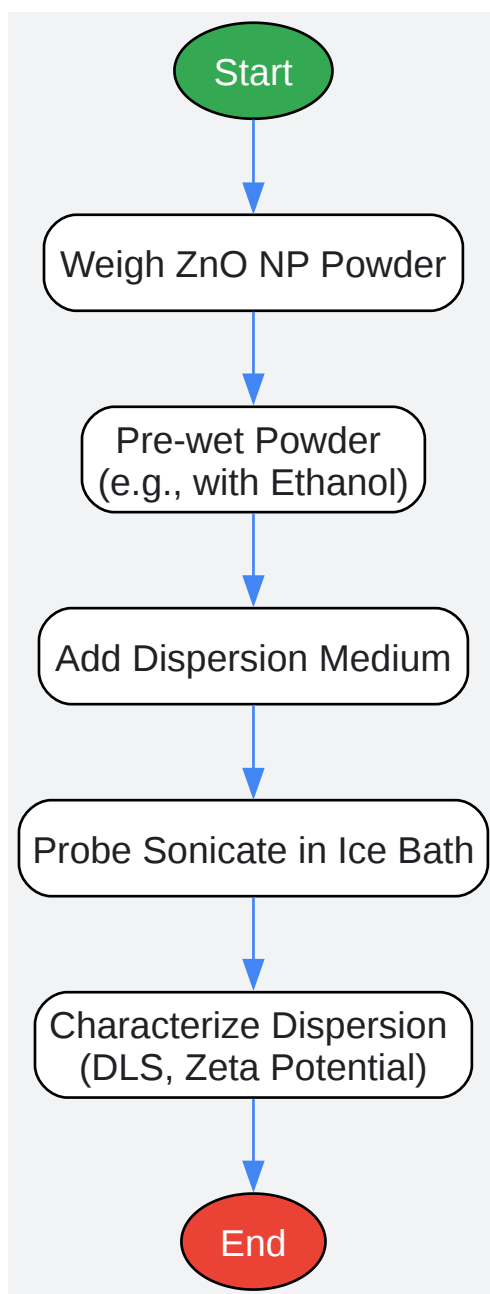 Start
Weigh ZnO NP Powder
Pre-wet Powder
(e.g., with Ethanol)
Add Dispersion Medium
Probe Sonicate in Ice Bath
Characterize Dispersion
(DLS, Zeta Potential)
End